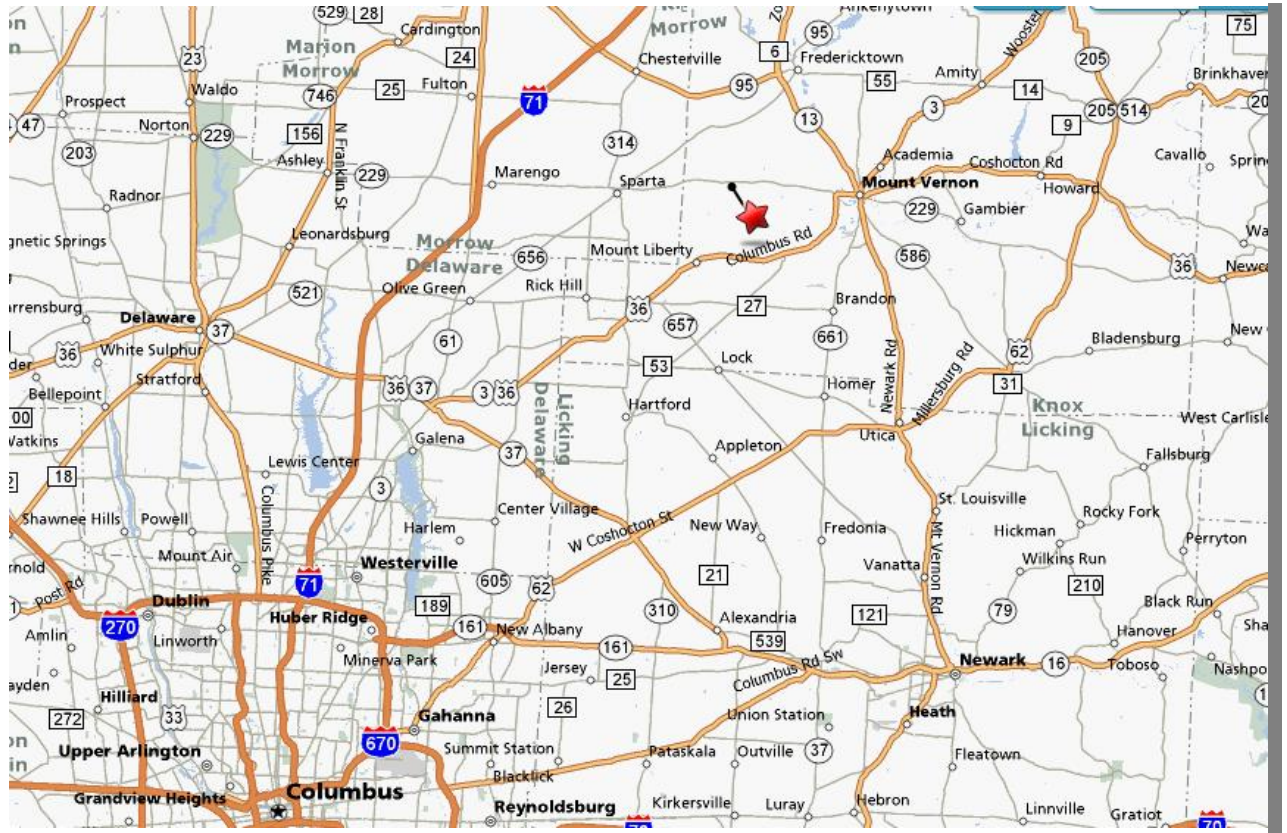 529
28
Morrow
Ankenytown
75
Cardington
Marion
Morrow
24
95
6
Wooster
23
Chesterville
Fredericktown
205
Waldo
746
25
Fulton
71
95
55
Amity
14
Brinkhaven
Prospect
3
205
514
47
Norton
229
156
N Franklin St
314
13
9
203
Ashley
229
Marengo
Sparta
Academia
Coshocton Rd
Cavallo
Radnor
Mount Vernon
Howard
229
Gambier
gnetic Springs
Leonardsburg
Morrow
Delaware
656
Mount Liberty
Columbus Rd
586
36
521
Olive Green
Rick Hill
36
27
Brandon
arrensburg
Delaware
37
61
657
661
Bladensburg
36
White Sulphur
53
Lock
Newark Rd
Millersburg Rd
62
Stratford
36
37
3
36
Homer
31
Bellepoint
Delaware
Licking
Hartford
Knox
Licking
West Carlisle
00
Watkins
Galena
37
Appleton
Utica
Fallsburg
18
Lewis Center
3
Columbus Pike
Center Village
St. Louisville
Shawnee Hills
Powell
Harlem
W Coshocton St
New Way
Fredonia
Hickman
Rocky Fork
Mount Air
Westerville
Mt Vernon Rd
Wilkins Run
Perryton
Post Rd
71
605
62
21
Vanatta
210
Dublin
189
310
121
79
Black Run
270
Huber Ridge
161
New Albany
Alexandria
Hanover
Amlin
Linworth
Minerva Park
161
539
Newark
16
Toboso
Jersey
25
Columbus Rd Sw
Hilliard
26
Heath
272
33
Gahanna
Union Station
Upper Arlington
670
Summit Station
Pataskala
Outville
37
Fleatown
Blacklick
Grandview Heights
Columbus
Reynoldsburg
Kirkersville
Luray
Hebron
Linnville
Gratiot
70
70